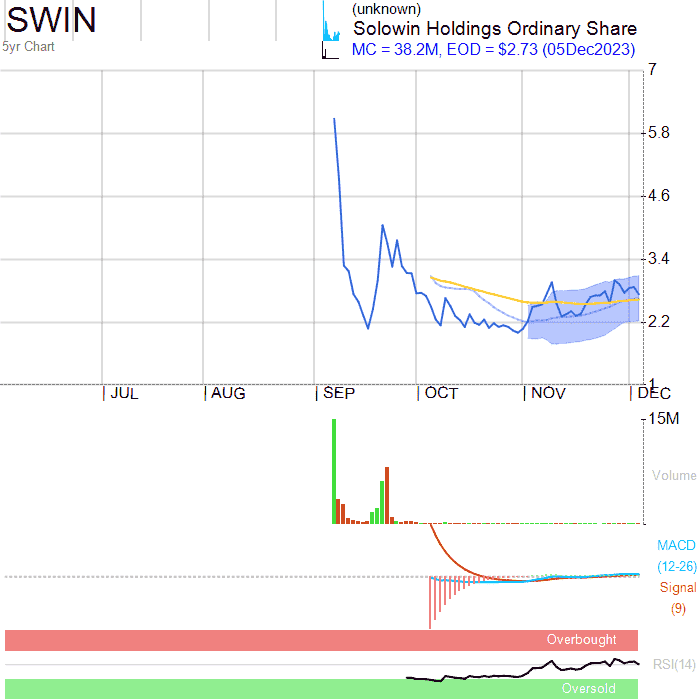 SWIN
(unknown)
Solowin Holdings Ordinary Share
5yr Chart
MC = 38.2M, EOD = $2.73 (05Dec2023)
7
5.8
4.6
3.4
2.2
1
JUL AUG SEP OCT NOV DEC
15M
Volume
MACD
(12-26)
Signal
(9)
Overbought
RSI(14)
Oversold